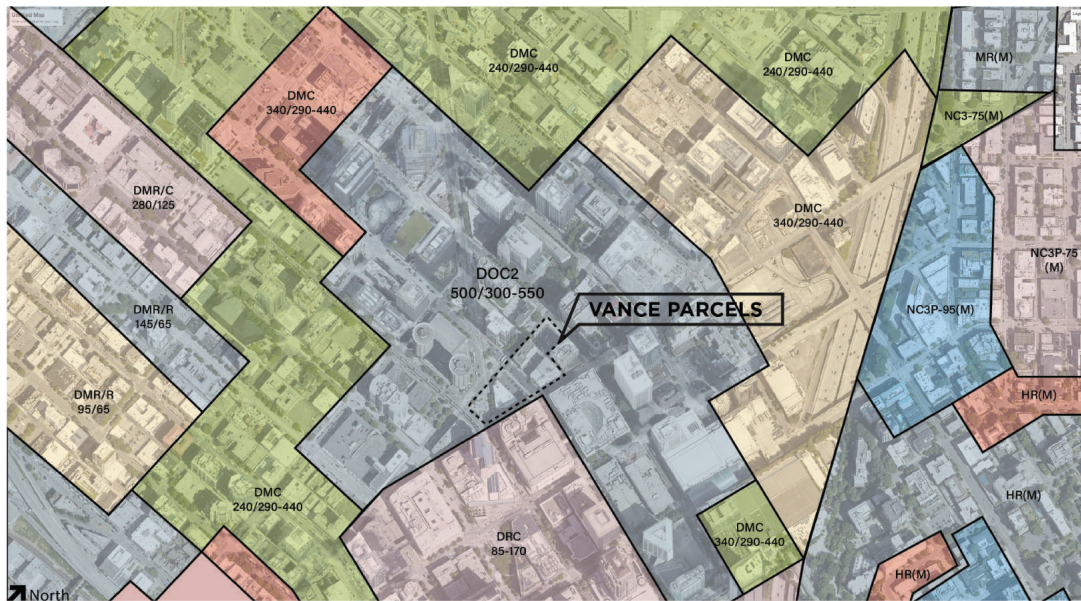 DMC
240/290-440
DMC
240/290-440
MR(M)
DMC
340/290-440
NC3-75(M)
DMR/C
280/125
DMC
340/290-440
NC3P-75
(M)
DOC2
500/300-550
VANCE PARCELS
DMR/R
145/65
NC3P-95(M)
DMR/R
95/65
HR(M)
DMC
240/290-440
HR(M)
DRC
85-170
DMC
340/290-440
HR(M)
North